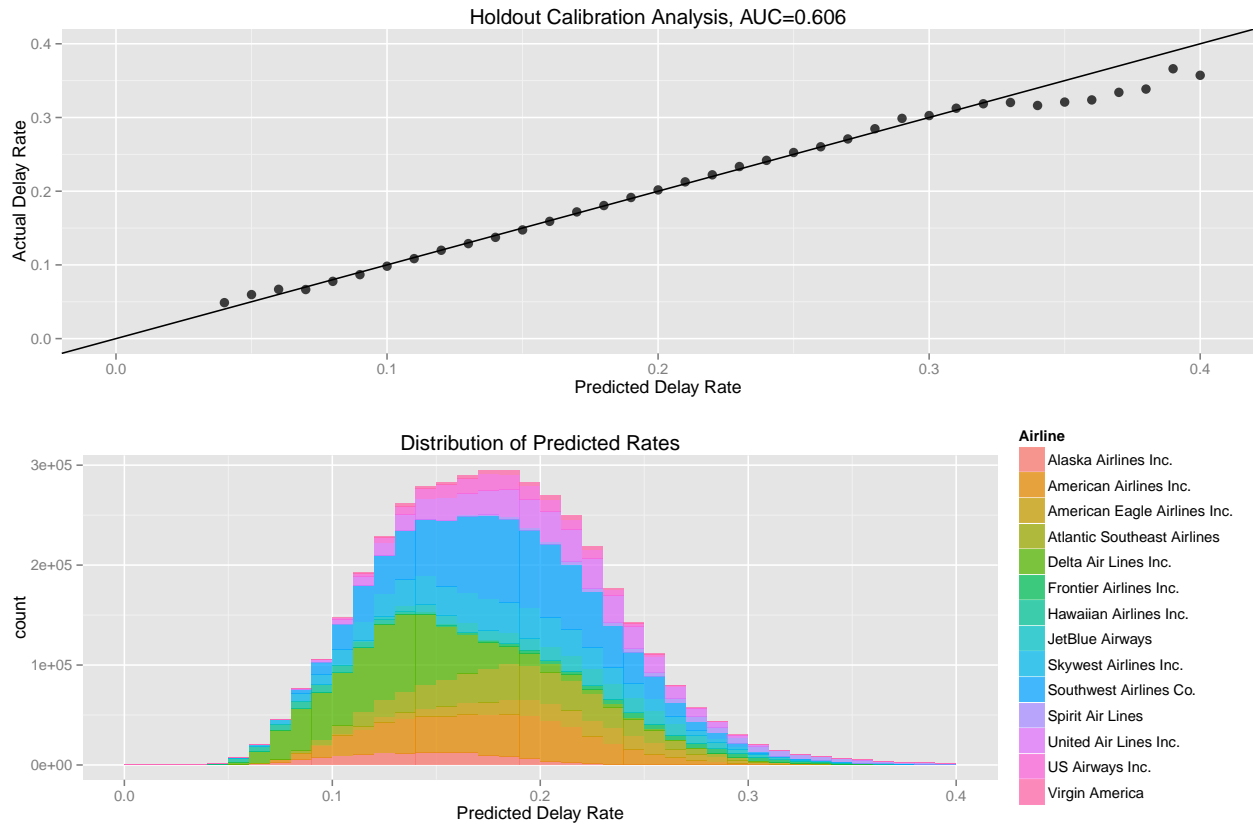 Holdout Calibration Analysis, AUC=0.606
Actual Delay Rate
0.4
0.3
0.2
0.1
0.0
0.0 0.1 0.2 0.3 0.4
Predicted Delay Rate
Distribution of Predicted Rates
count
3e+05
2e+05
1e+05
0e+00
0.0 0.1 0.2 0.3 0.4
Predicted Delay Rate
Airline
Alaska Airlines Inc.
American Airlines Inc.
American Eagle Airlines Inc.
Atlantic Southeast Airlines
Delta Air Lines Inc.
Frontier Airlines Inc.
Hawaiian Airlines Inc.
JetBlue Airways
Skywest Airlines Inc.
Southwest Airlines Co.
Spirit Air Lines
United Air Lines Inc.
US Airways Inc.
Virgin America